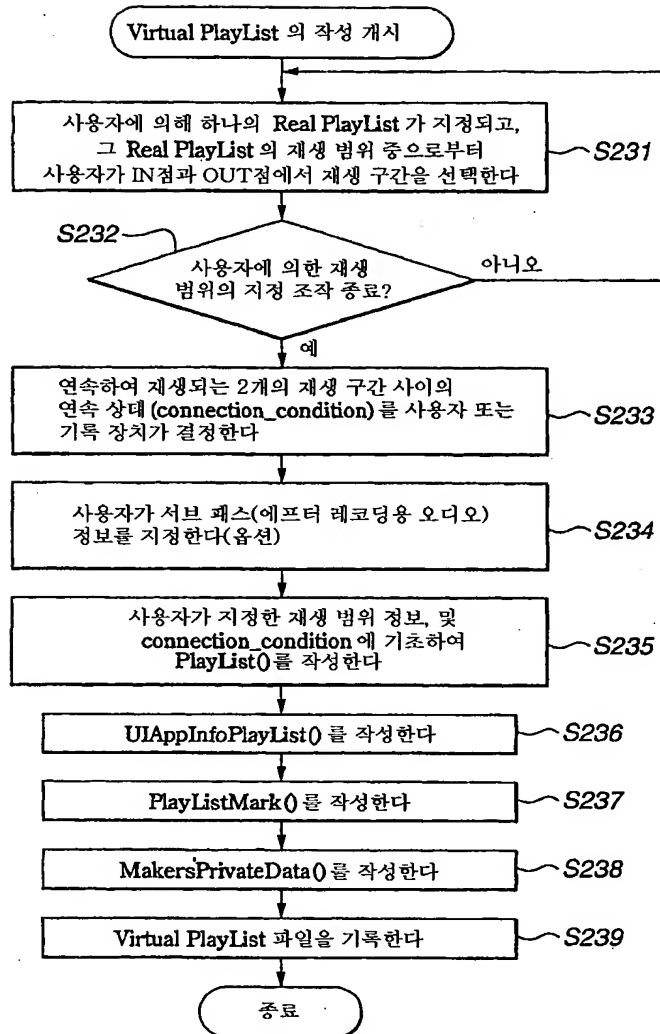 Virtual PlayList 의 작성 개시
사용자에 의해 하나의 Real PlayList 가 지정되고,
그 Real PlayList 의 재생 범위 중으로부터
사용자가 IN점과 OUT점에서 재생 구간을 선택한다
S231
S232
사용자에 의한 재생
범위의 지정 조작 종료?
아니오
예
연속하여 재생되는 2개의 재생 구간 사이의
연속 상태 (connection_condition) 를 사용자 또는
기록 장치가 결정한다
S233
사용자가 서브 패스(에프터 레코딩용 오디오)
정보를 지정한다(옵션)
S234
사용자가 지정한 재생 범위 정보, 및
connection_condition 에 기초하여
PlayList()를 작성한다
S235
UIAppInfoPlayList() 를 작성한다
S236
PlayListMark() 를 작성한다
S237
MakersPrivateData() 를 작성한다
S238
Virtual PlayList 파일을 기록한다
S239
종료